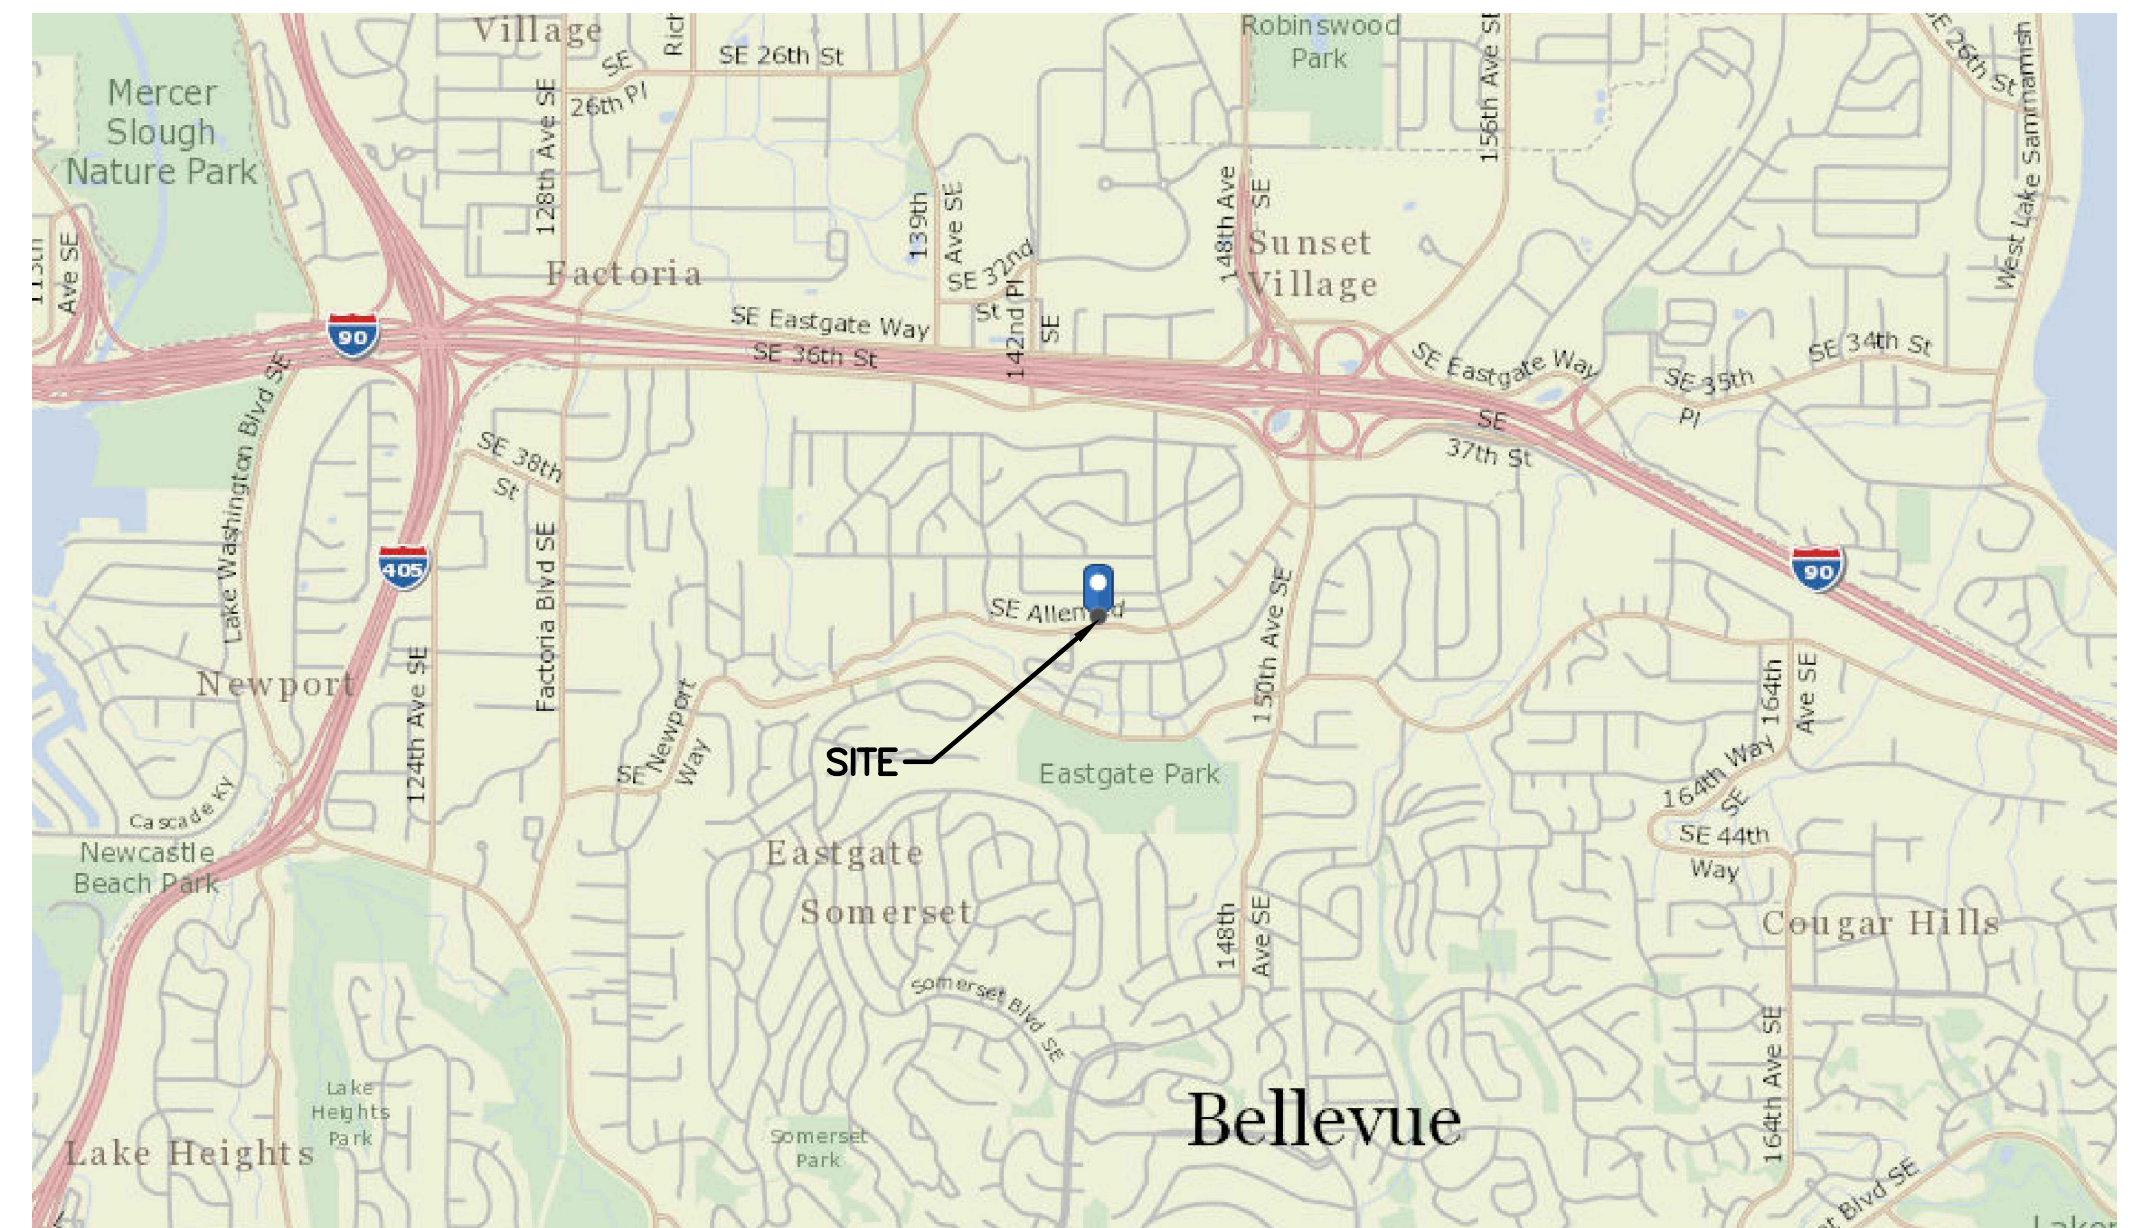 Village
Robinswood
Park
SE 26th St
SE
26th Pl
Mercer
Slough
Nature Park
128th Ave SE
156th Ave SE
SE 26th St
West Lake Sammamish
139th
Ave SE
148th Ave
SE
Ave SE
Sunset
Village
Factoria
SE 32nd
St
142nd Pl
SE
90
SE Eastgate Way
SE 36th St
SE Eastgate Way
SE 34th St
SE 35th
Pl
Lake Washington Blvd SE
SE
37th St
SE 38th
St
405
90
Factoria Blvd SE
SE Allen
150th Ave SE
Newport
124th Ave SE
SE Newport
Way
164th
Ave SE
SITE
Eastgate Park
164th Way
SE
Cascade Ky
SE 44th
Way
Newcastle
Beach Park
Eastgate
Somerset
148th
Ave SE
Cougar Hills
Somerset Blvd SE
164th Ave SE
Lake
Heights
Park
Bellevue
Somerset
Park
Lake Heights
Blvd SE